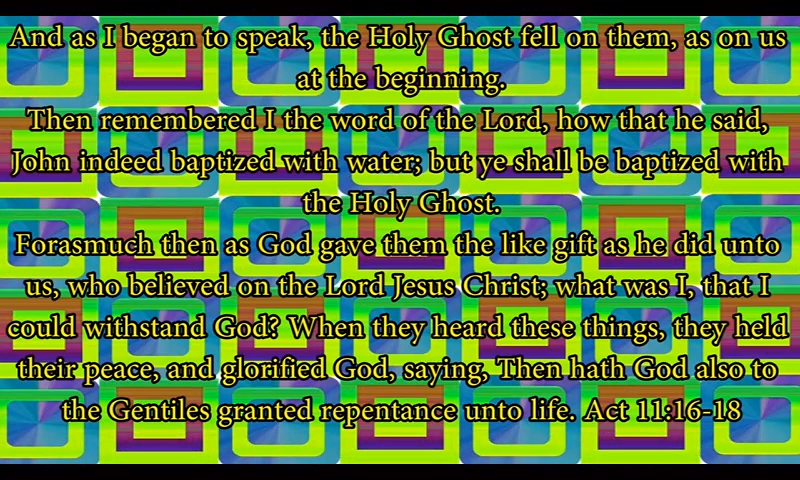 And as I began to speak, the Holy Ghost fell on them, as on us
at the beginning.
Then remembered I the word of the Lord, how that he said,
John indeed baptized with water; but ye shall be baptized with
the Holy Ghost.
Forasmuch then as God gave them the like gift as he did unto
us, who believed on the Lord Jesus Christ; what was I, that I
could withstand God? When they heard these things, they held
their peace, and glorified God, saying, Then hath God also to
the Gentiles granted repentance unto life. Act 11:16-18